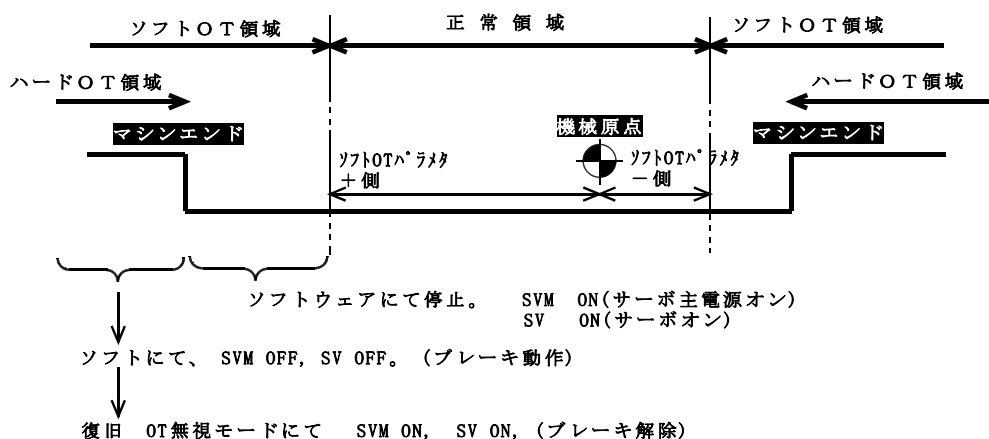 ソフトＯＴ領域
正 常 領 域
ソフトＯＴ領域
ハードＯＴ領域
ハードＯＴ領域
マシンエンド
機械原点
マシンエンド
ｿﾌﾄOTﾊﾟﾗﾒﾀ
＋側
ｿﾌﾄOTﾊﾟﾗﾒﾀ
－側
ソフトウェアにて停止。 SVM ON(サーボ主電源オン)
SV ON(サーボオン)
ソフトにて、 SVM OFF, SV OFF。 (ブレーキ動作)
復旧 OT無視モードにて SVM ON, SV ON, (ブレーキ解除)